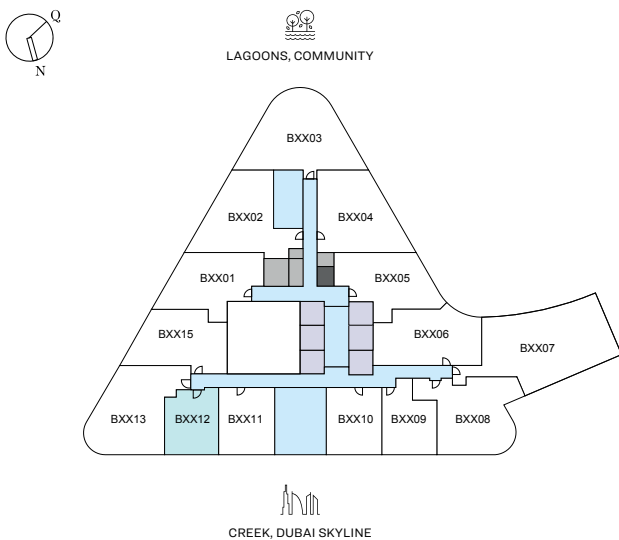 Q
N
LAGOONS, COMMUNITY
BXX03
BXX02
BXX04
BXX01
BXX05
BXX15
BXX06
BXX07
BXX13
BXX12
BXX11
BXX10
BXX09
BXX08
CREEK, DUBAI SKYLINE